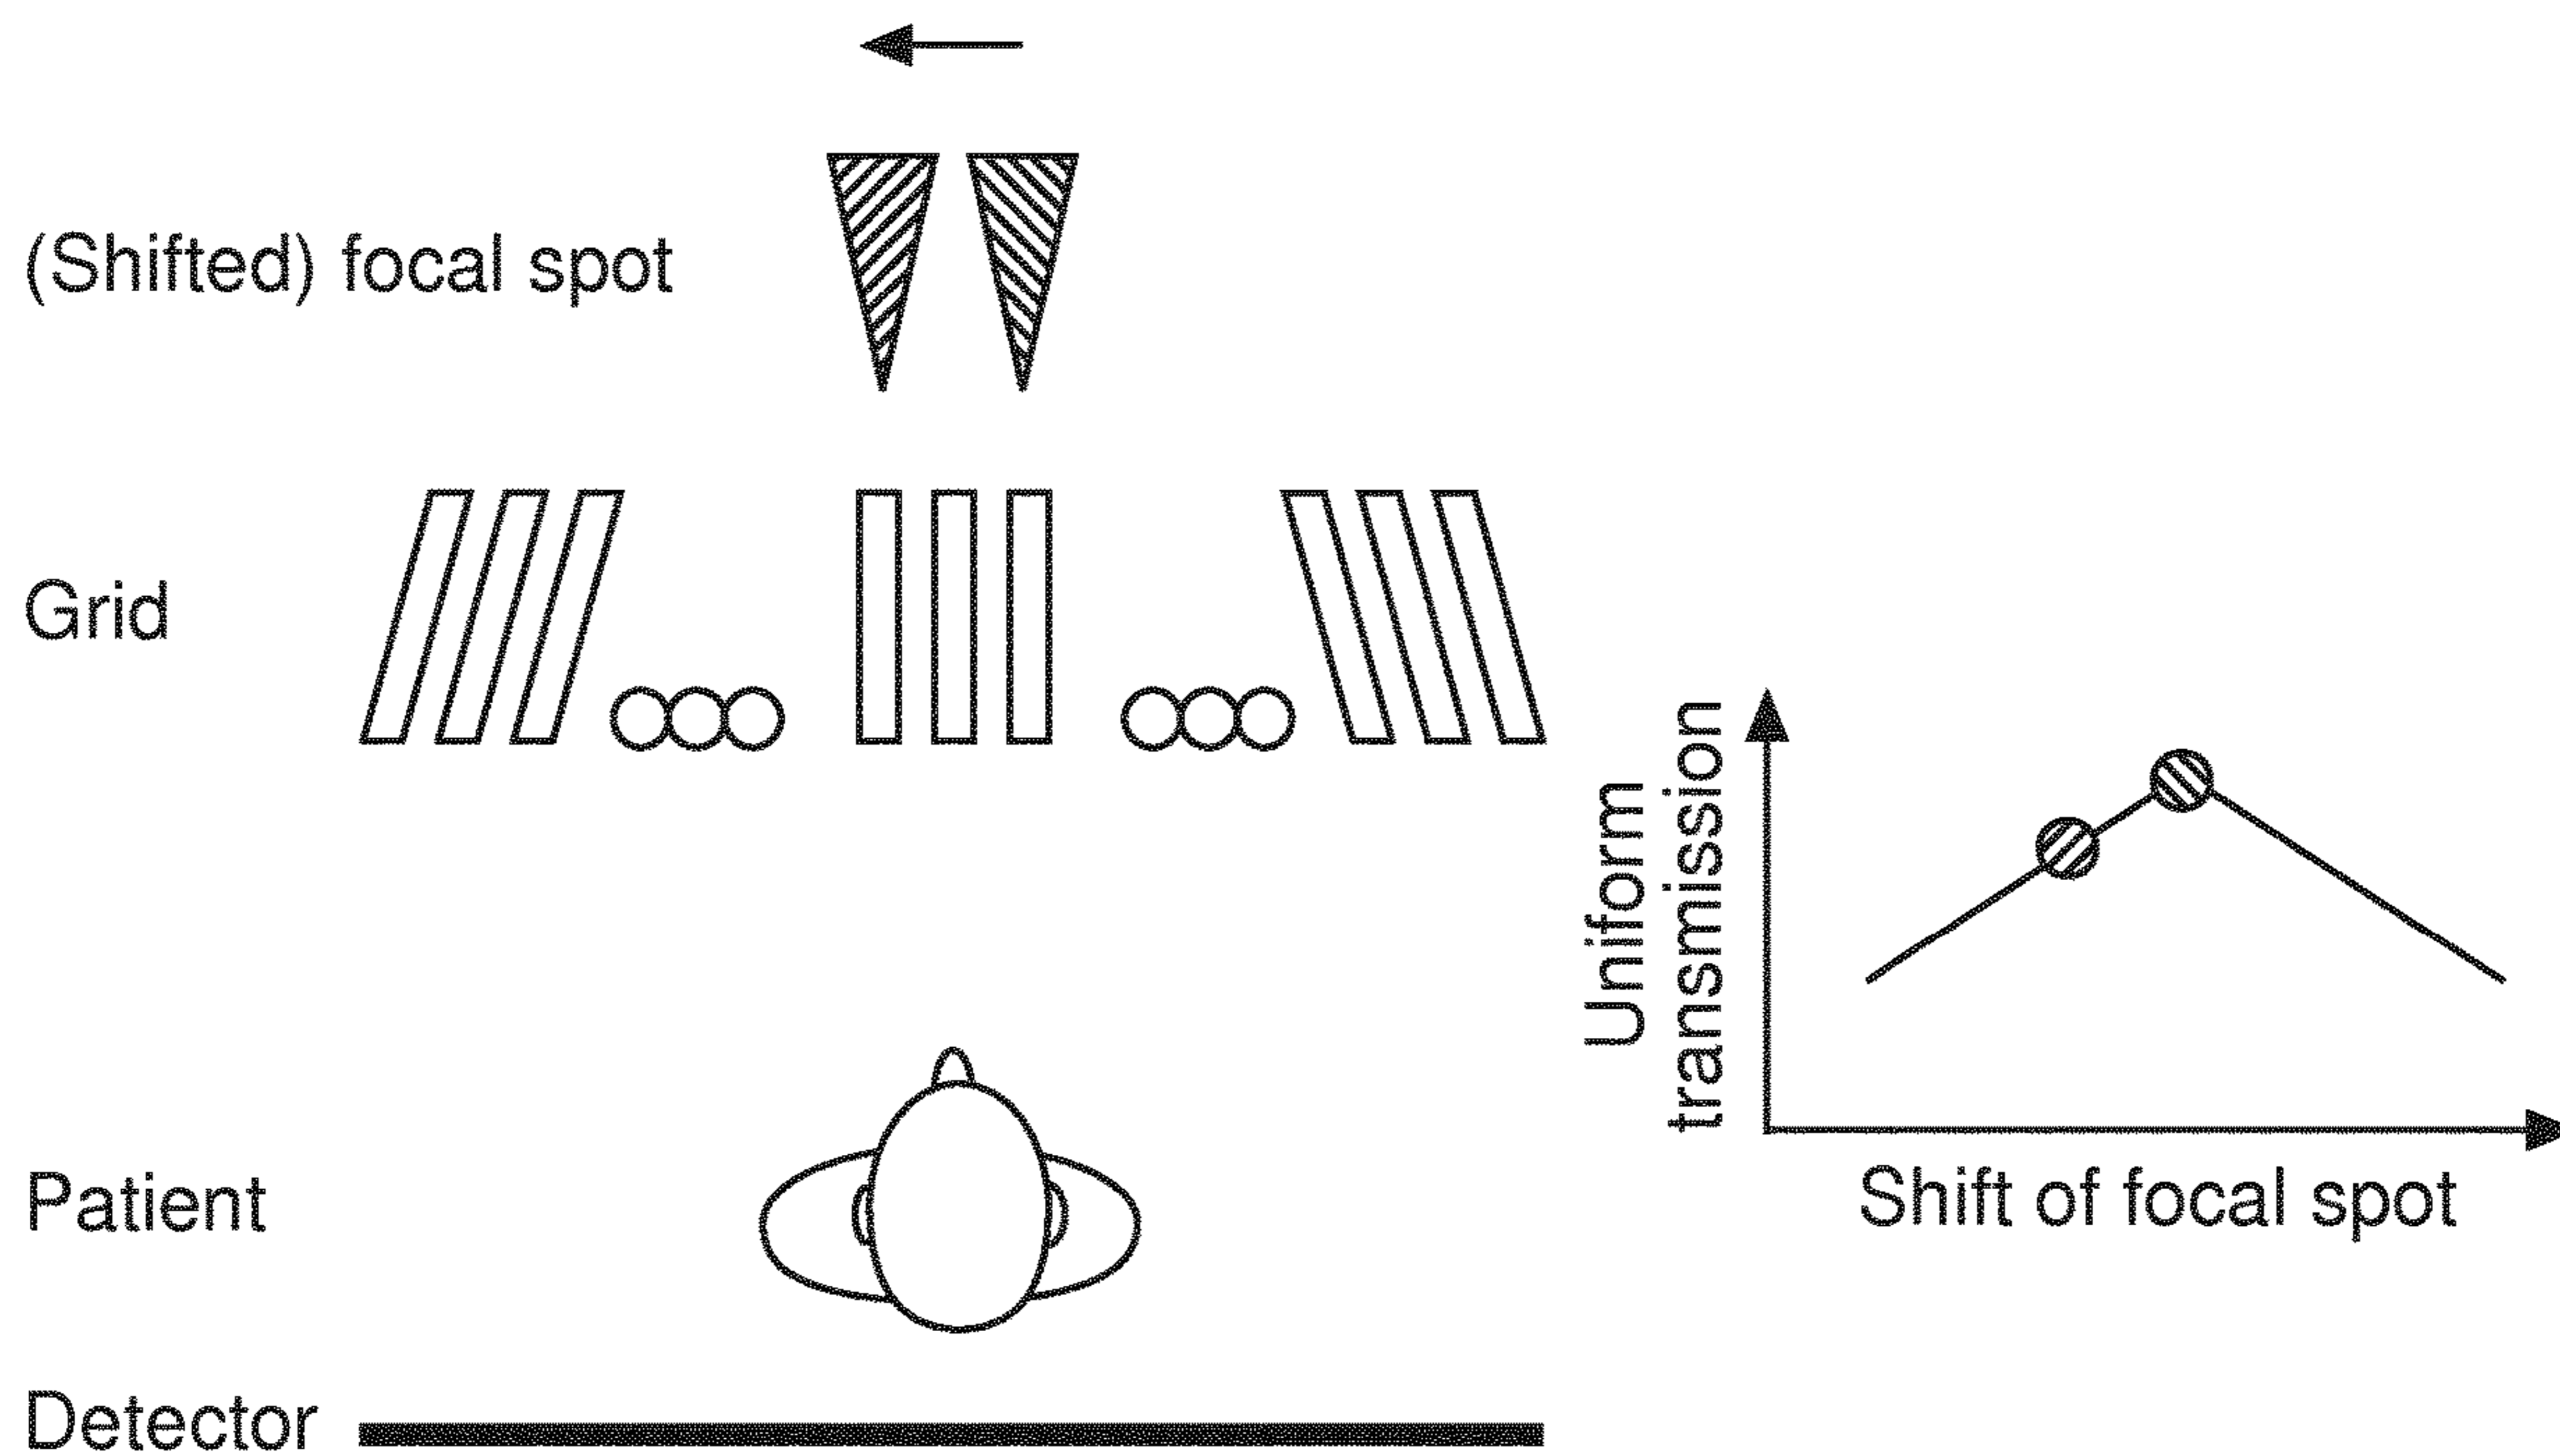 (Shifted) focal spot
Grid
Uniform
transmission
Patient
Shift of focal spot
Detector